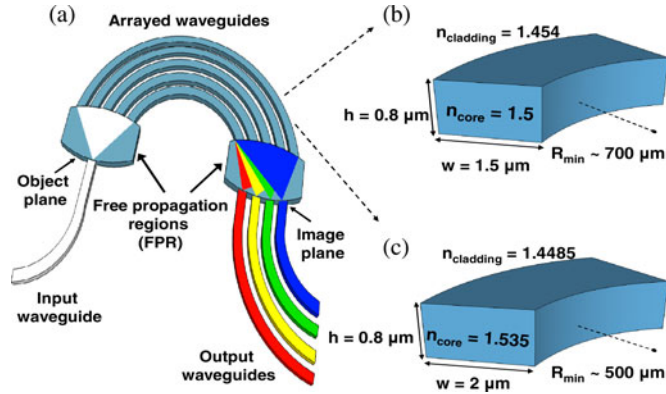 (a)
Arrayed waveguides
Object
plane
Free propagation
regions
(FPR)
Image
plane
Input
waveguide
Output
waveguides
(b)
n_cladding = 1.454
h = 0.8 μm
n_core = 1.5
w = 1.5 μm
R_min ~ 700 μm
(c)
n_cladding = 1.4485
h = 0.8 μm
n_core = 1.535
w = 2 μm
R_min ~ 500 μm